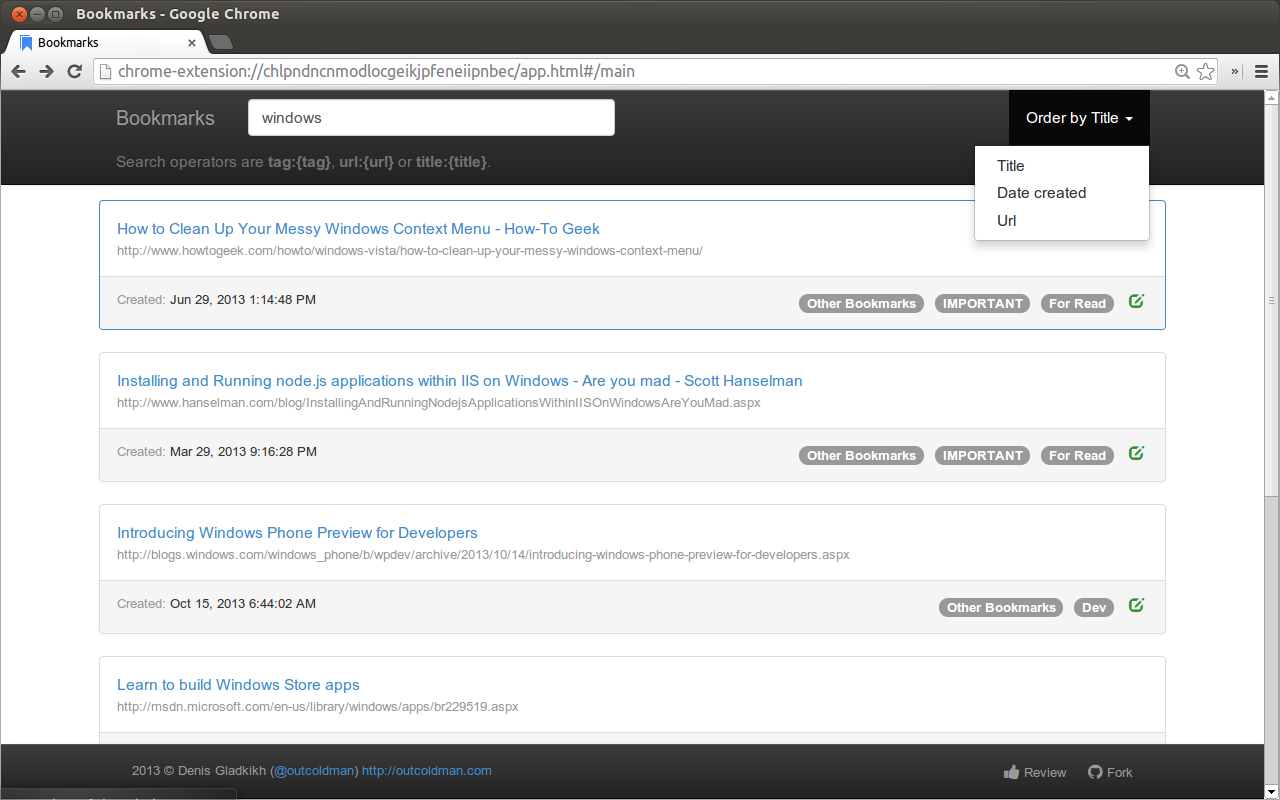 Bookmarks - Google Chrome
Bookmarks
chrome-extension://chlpndncnmodlocgeikjpfeneiipnbec/app.html#/main
Bookmarks windows Order by Title
Search operators are tag:{tag}, url:{url} or title:{title}.
Title
Date created
Url
How to Clean Up Your Messy Windows Context Menu - How-To Geek
http://www.howtogeek.com/howto/windows-vista/how-to-clean-up-your-messy-windows-context-menu/
Created: Jun 29, 2013 1:14:48 PM Other Bookmarks IMPORTANT For Read
Installing and Running node.js applications within IIS on Windows - Are you mad - Scott Hanselman
http://www.hanselman.com/blog/InstallingAndRunningNodejsApplicationsWithinIISOnWindowsAreYouMad.aspx
Created: Mar 29, 2013 9:16:28 PM Other Bookmarks IMPORTANT For Read
Introducing Windows Phone Preview for Developers
http://blogs.windows.com/windows_phone/b/wpdev/archive/2013/10/14/introducing-windows-phone-preview-for-developers.aspx
Created: Oct 15, 2013 6:44:02 AM Other Bookmarks Dev
Learn to build Windows Store apps
http://msdn.microsoft.com/en-us/library/windows/apps/br229519.aspx
2013 © Denis Gladkikh (@outcoldman) http://outcoldman.com Review Fork